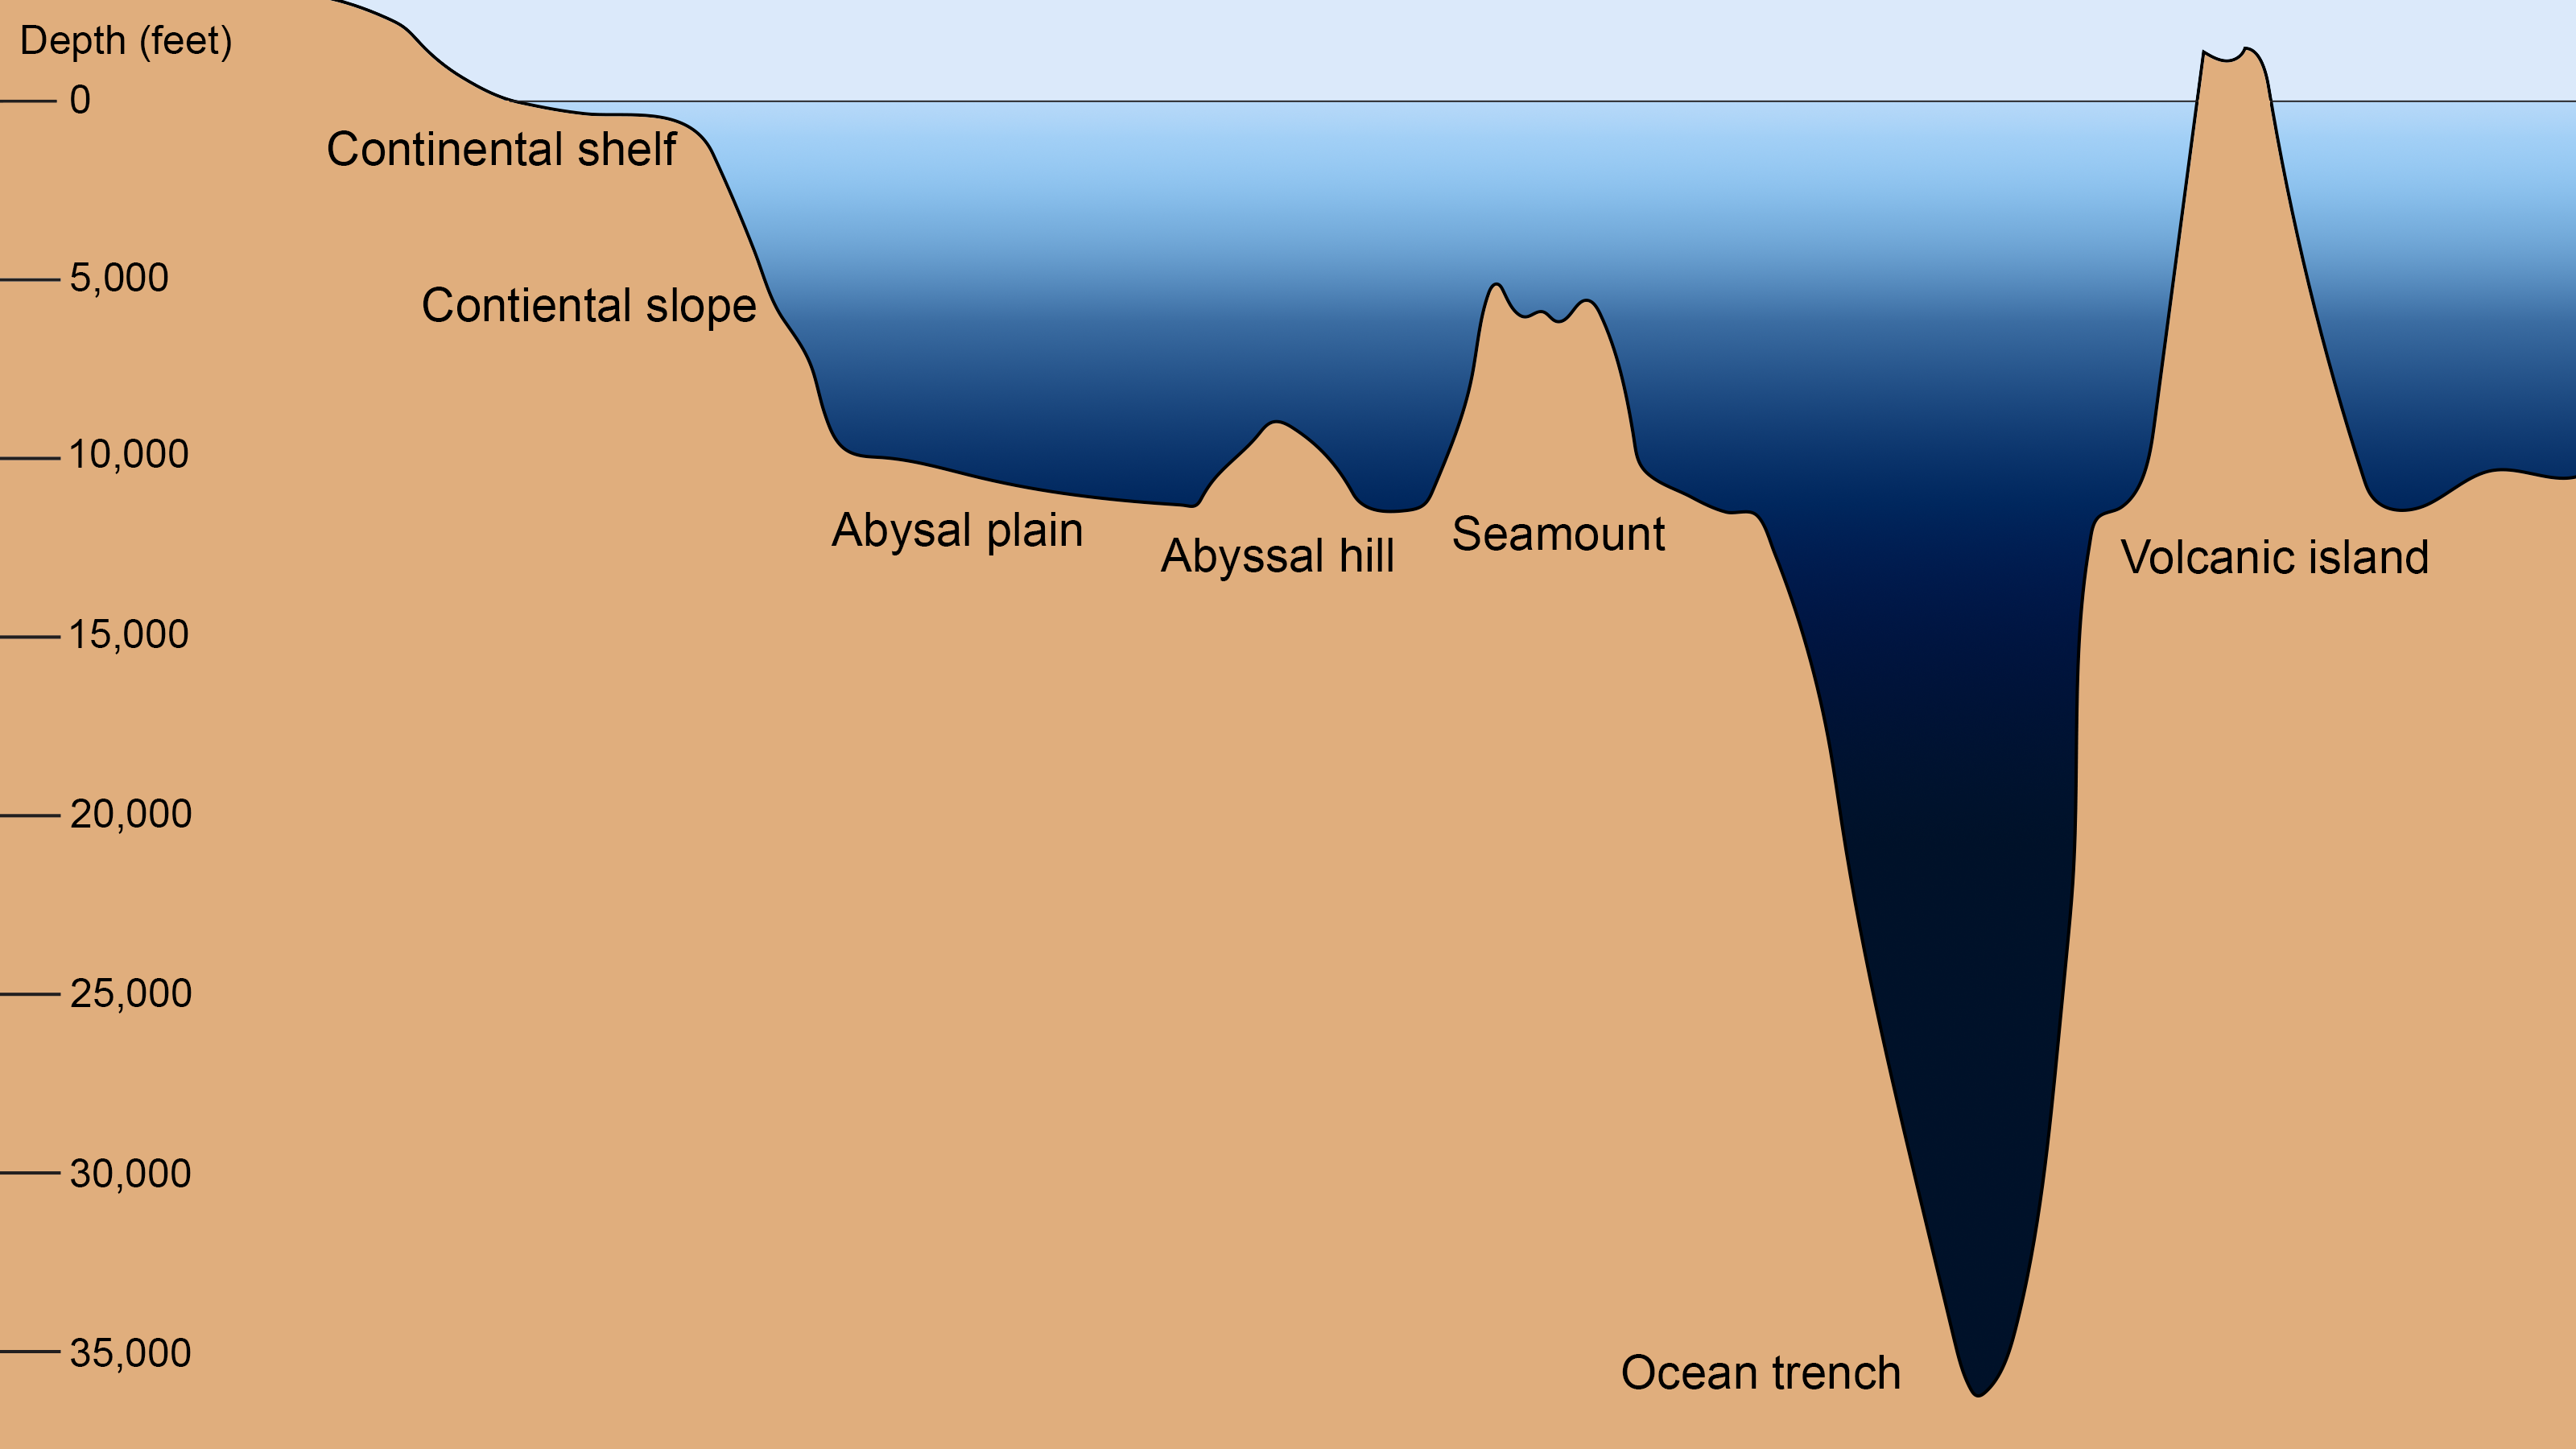 Depth (feet)
0
Continental shelf
5,000
Contiental slope
10,000
Abysal plain
Abyssal hill
Seamount
Volcanic island
15,000
20,000
25,000
30,000
35,000
Ocean trench